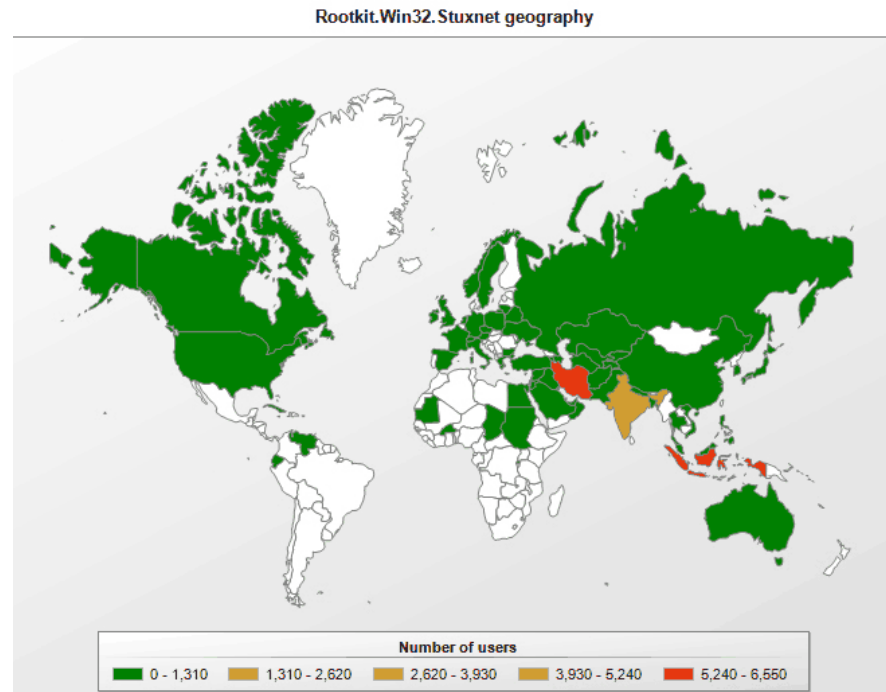 Rootkit.Win32.Stuxnet geography
Number of users
0 - 1,310 1,310 - 2,620 2,620 - 3,930 3,930 - 5,240 5,240 - 6,550